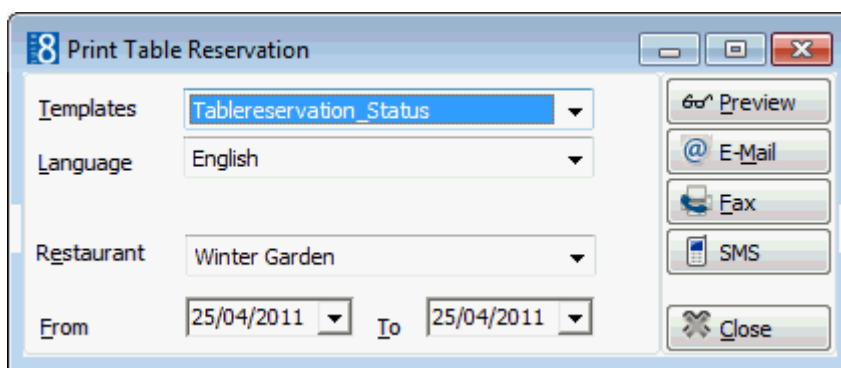 8 Print Table Reservation
Templates Tablereservation_Status
Language English
Restaurant Winter Garden
From 25/04/2011 To 25/04/2011
Preview
@ E-Mail
Fax
SMS
Close